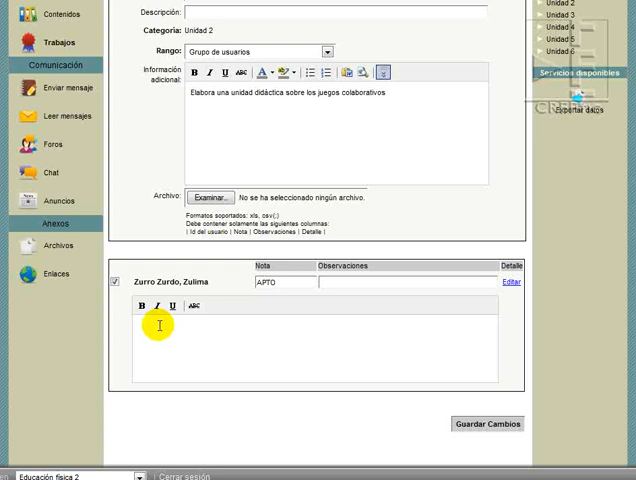 Contenidos
Trabajos
Comunicación
Enviar mensaje
Leer mensajes
Foros
Chat
Anuncios
Anexos
Archivos
Enlaces
Descripción:
Categoria: Unidad 2
Rango: Grupo de usuarios
Información adicional:
B I U ABC A
Elabora una unidad didáctica sobre los juegos colaborativos
Archivo: Examinar... No se ha seleccionado ningún archivo.
Formatos soportados: xls, csv(;)
Debe contener solamente las siguientes columnas:
| Id del usuario | Nota | Observaciones | Detalle |
Nota Observaciones Detalle
Zurro Zurdo, Zulima APTO Editar
B I U ABC
Guardar Cambios
Unidad 2
Unidad 3
Unidad 4
Unidad 5
Unidad 6
Servicios disponibles
Exportar datos
en Educación física 2 Cerrar sesión